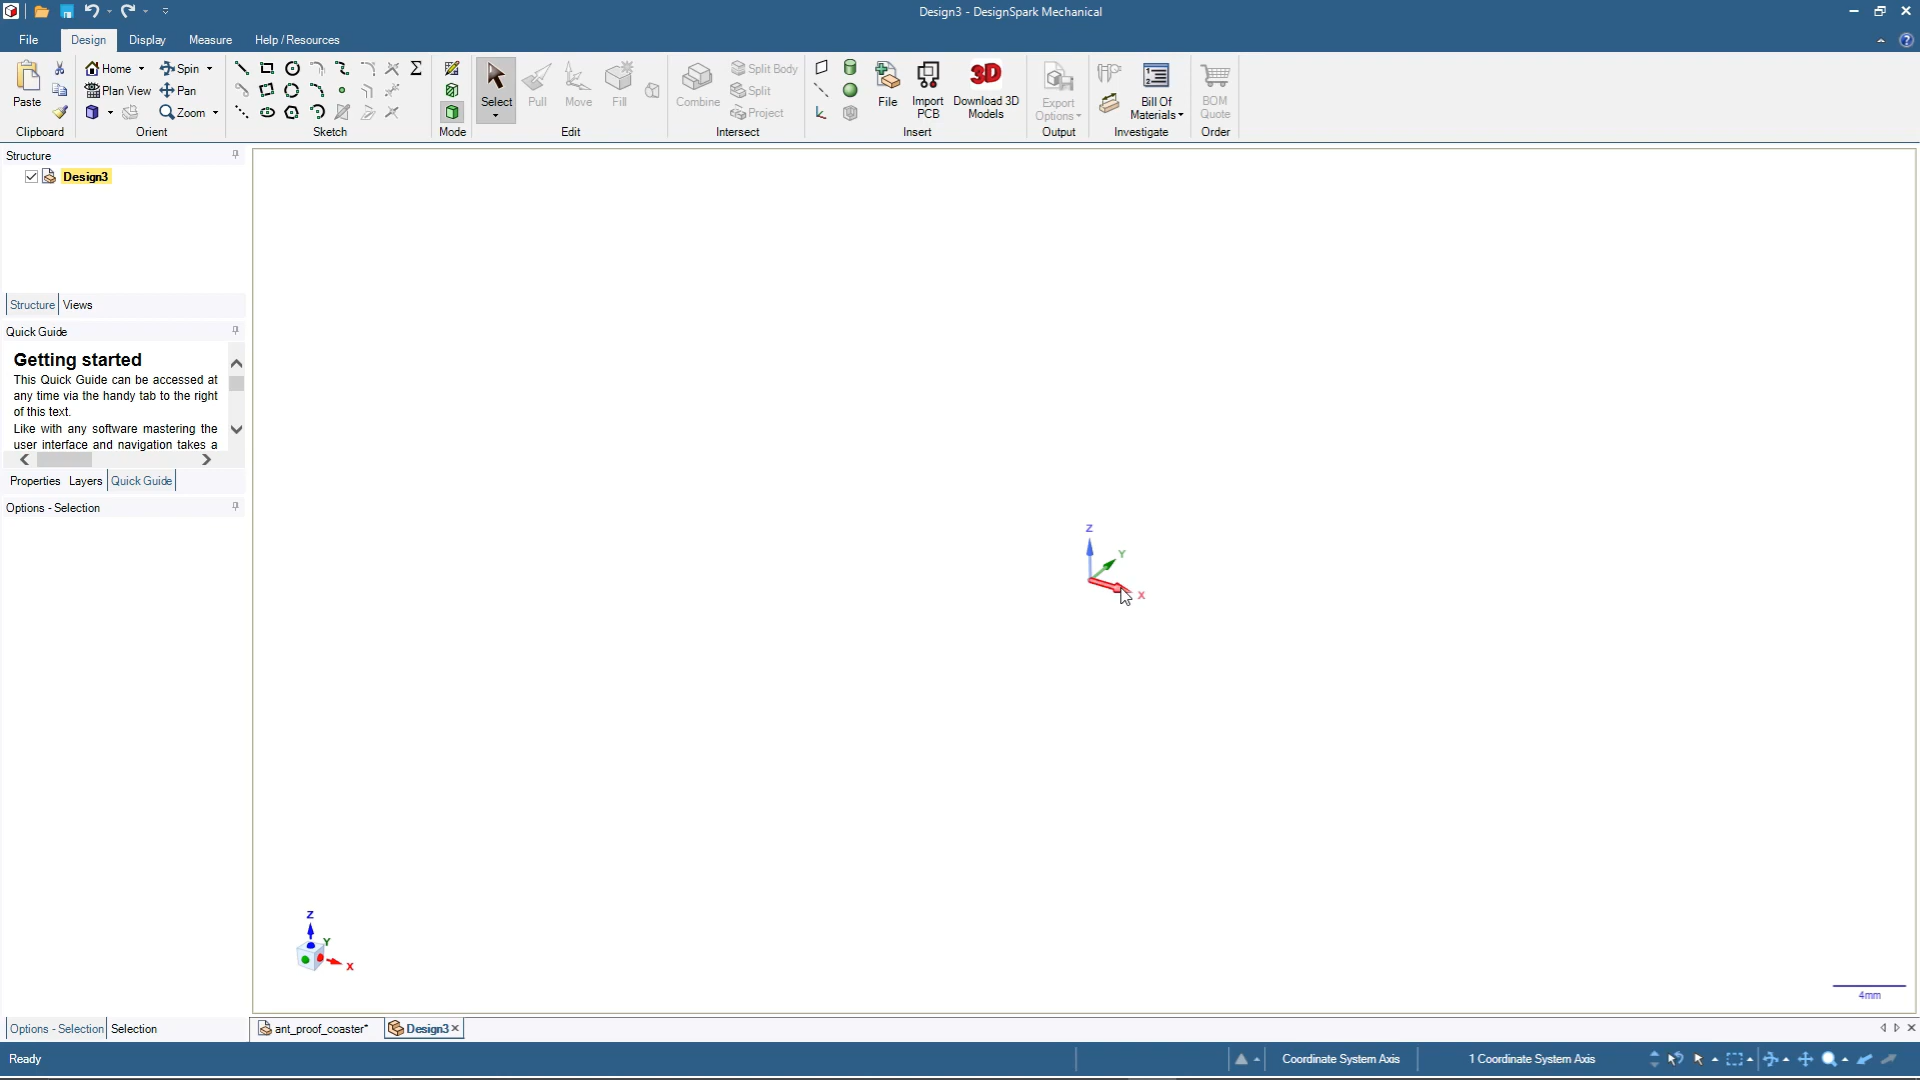 Design3 - DesignSpark Mechanical
File Design Display Measure Help / Resources
Paste
Clipboard
Home Spin
Plan View Pan
Zoom
Orient
Sketch
Mode
Select Pull Move Fill
Edit
Combine
Split Body
Split
Project
Intersect
File Import PCB
3D
Download 3D Models
Insert
Export Options
Output
Bill Of Materials
Investigate
BOM Quote
Order
Structure
Design3
Structure Views
Quick Guide
Getting started
This Quick Guide can be accessed at
any time via the handy tab to the right
of this text.
Like with any software mastering the
user interface and navigation takes a
Properties Layers Quick Guide
Options - Selection
Z
Y
X
Z
Y
X
4mm
Options - Selection Selection
ant_proof_coaster* Design3
Ready Coordinate System Axis 1 Coordinate System Axis